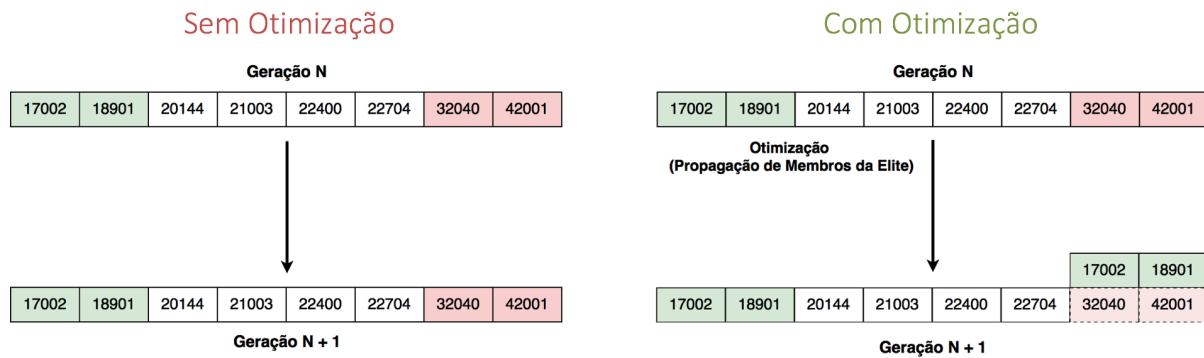 Sem Otimização
Geração N
17002 18901 20144 21003 22400 22704 32040 42001
17002 18901 20144 21003 22400 22704 32040 42001
Geração N + 1
Com Otimização
Geração N
17002 18901 20144 21003 22400 22704 32040 42001
Otimização
(Propagação de Membros da Elite)
17002 18901
17002 18901 20144 21003 22400 22704 32040 42001
Geração N + 1